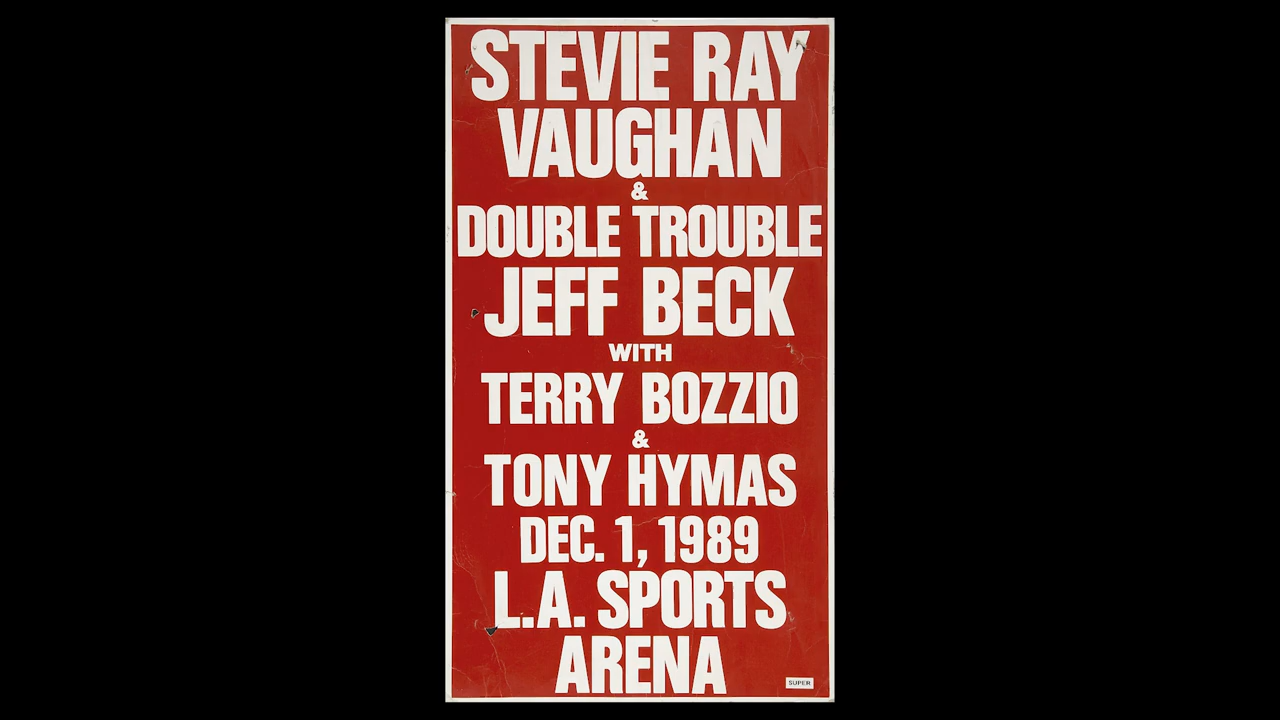 STEVIE RAY
VAUGHAN
&
DOUBLE TROUBLE
JEFF BECK
WITH
TERRY BOZZIO
&
TONY HYMAS
DEC. 1, 1989
L.A. SPORTS
ARENA
SUPER